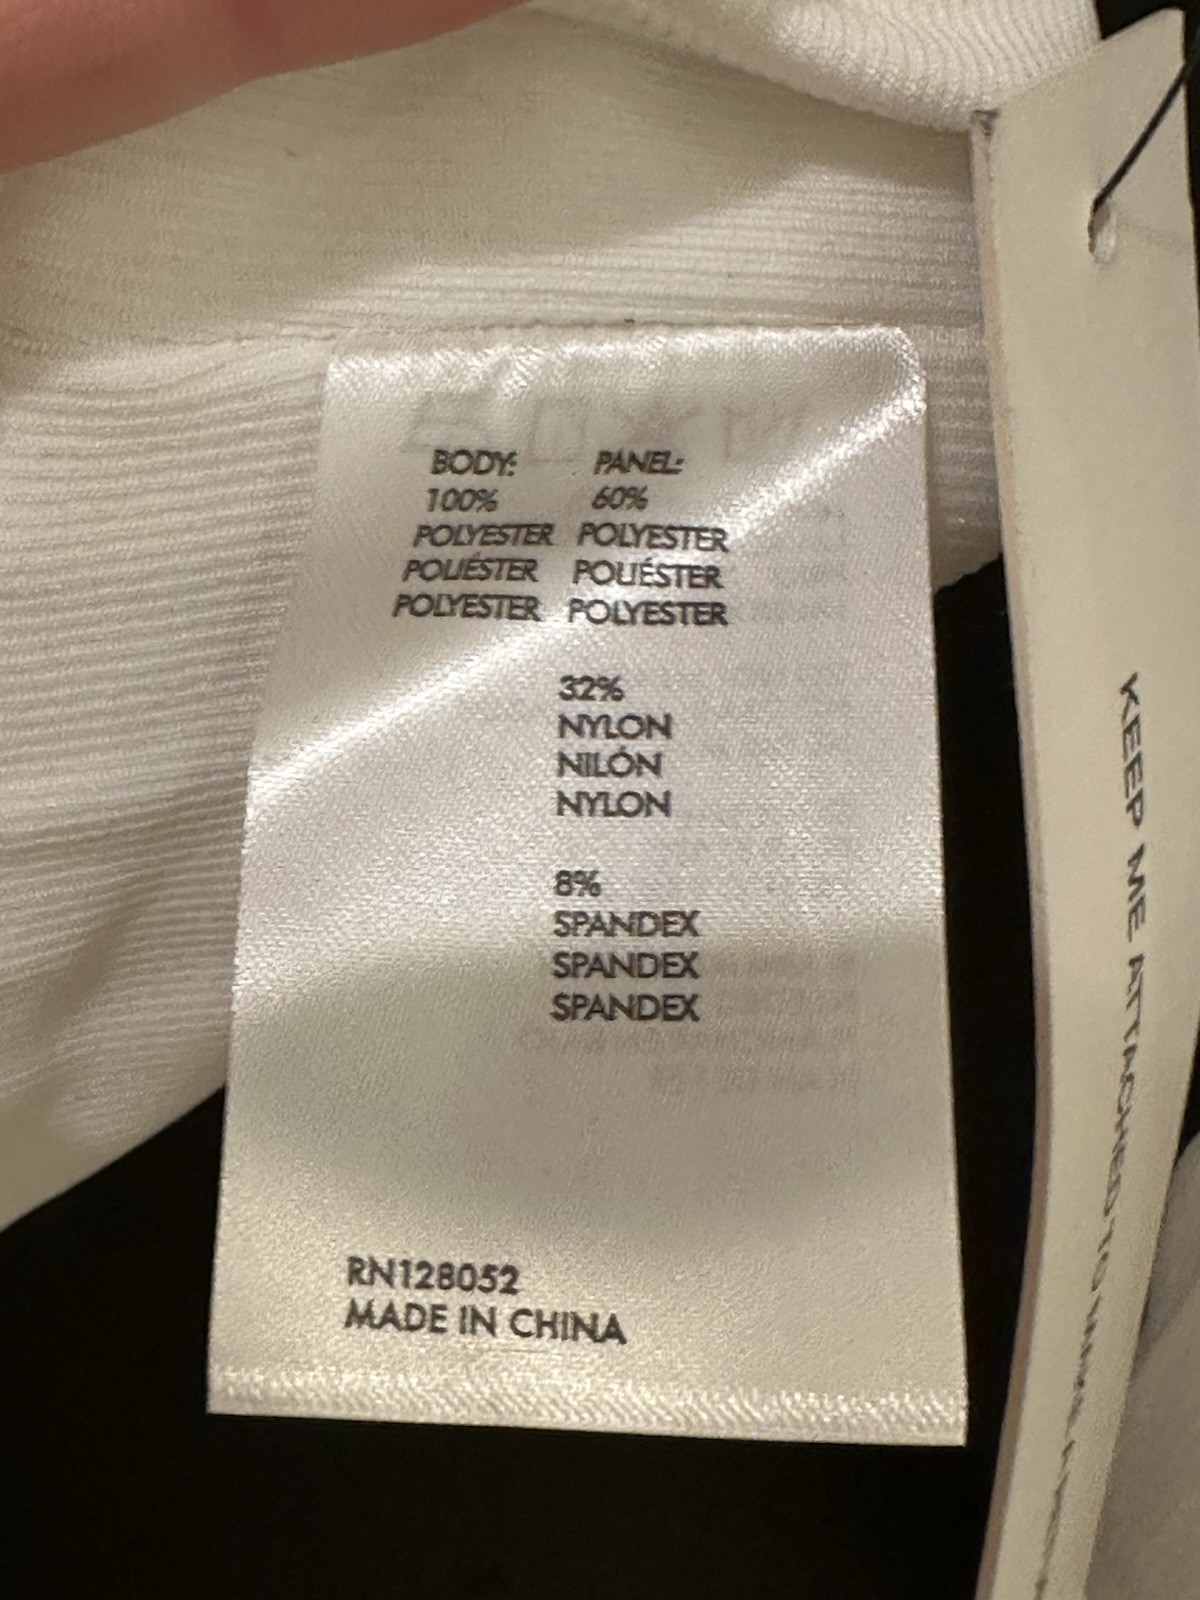 BODY: PANEL:
100% 60%
POLYESTER POLYESTER
POLIÉSTER POLIÉSTER
POLYESTER POLYESTER
32%
NYLON
NILÓN
NYLON
8%
SPANDEX
SPANDEX
SPANDEX
RN128052
MADE IN CHINA
KEEP ME ATTACHED TO